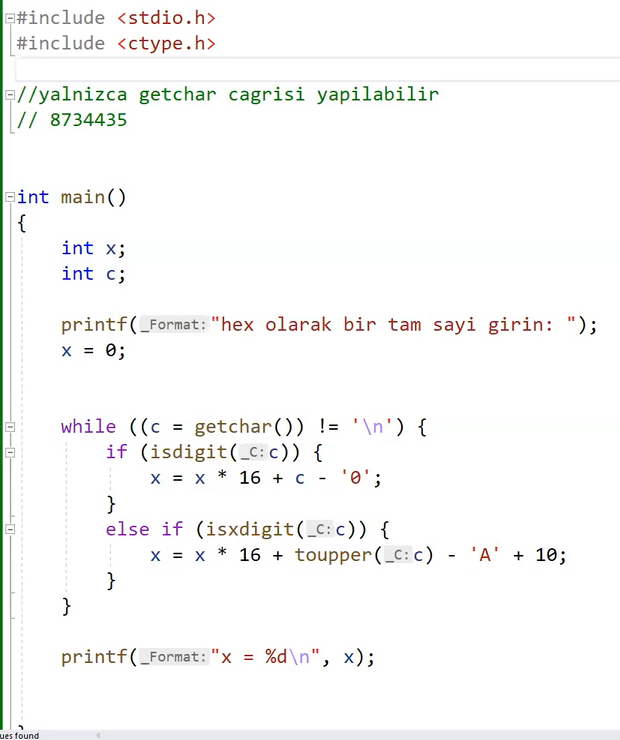 #include <stdio.h>
#include <ctype.h>
//yalnizca getchar cagrisi yapilabilir
// 8734435
int main()
{
    int x;
    int c;
    printf(_Format:"hex olarak bir tam sayi girin: ");
    x = 0;
    while ((c = getchar()) != '\n') {
        if (isdigit(_C:c)) {
            x = x * 16 + c - '0';
        }
        else if (isxdigit(_C:c)) {
            x = x * 16 + toupper(_C:c) - 'A' + 10;
        }
    }
    printf(_Format:"x = %d\n", x);
ues found